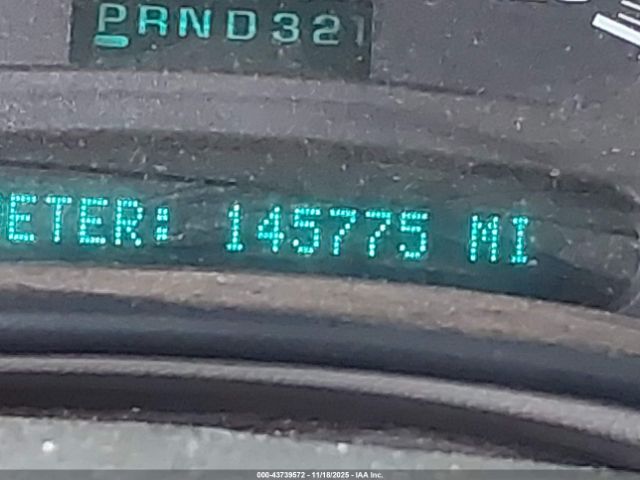 PRND321
ETER: 145775 MI
000-43739572 - 11/18/2025 - IAA Inc.